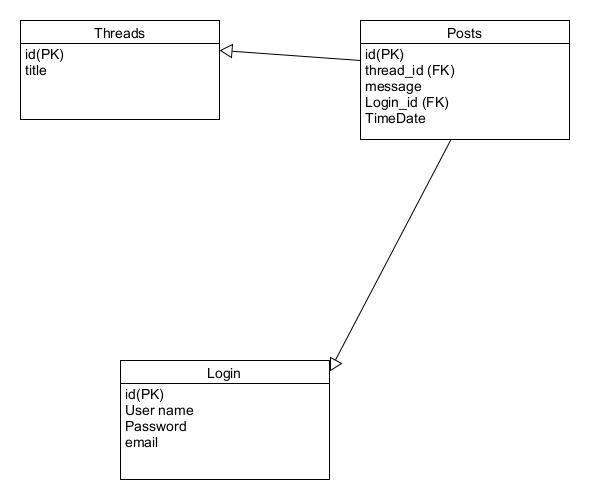 Threads
id(PK)
title
Posts
id(PK)
thread_id (FK)
message
Login_id (FK)
TimeDate
Login
id(PK)
User name
Password
email